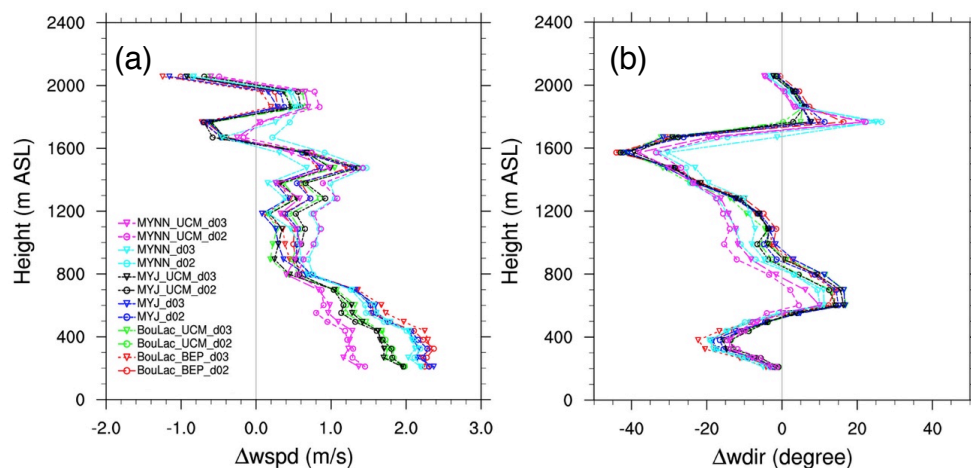 (a)
Height (m ASL)
2400
2000
1600
1200
800
400
0
-2.0 -1.0 0.0 1.0 2.0 3.0
Δwspd (m/s)
MYNN_UCM_d03
MYNN_UCM_d02
MYNN_d03
MYNN_d02
MYJ_UCM_d03
MYJ_UCM_d02
MYJ_d03
MYJ_d02
BouLac_UCM_d03
BouLac_UCM_d02
BouLac_BEP_d03
BouLac_BEP_d02
(b)
Height (m ASL)
2400
2000
1600
1200
800
400
0
-40 -20 0 20 40
Δwdir (degree)